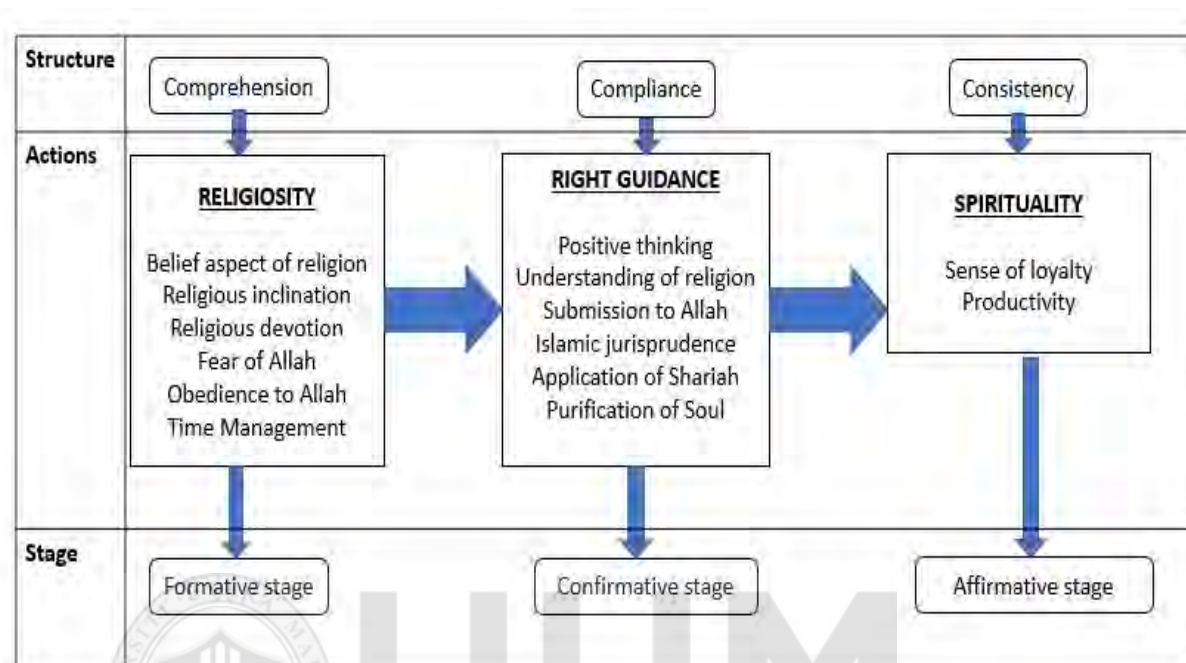 Structure
Comprehension
Compliance
Consistency
Actions
RELIGIOSITY
Belief aspect of religion
Religious inclination
Religious devotion
Fear of Allah
Obedience to Allah
Time Management
RIGHT GUIDANCE
Positive thinking
Understanding of religion
Submission to Allah
Islamic jurisprudence
Application of Shariah
Purification of Soul
SPIRITUALITY
Sense of loyalty
Productivity
Stage
Formative stage
Confirmative stage
Affirmative stage
UUM